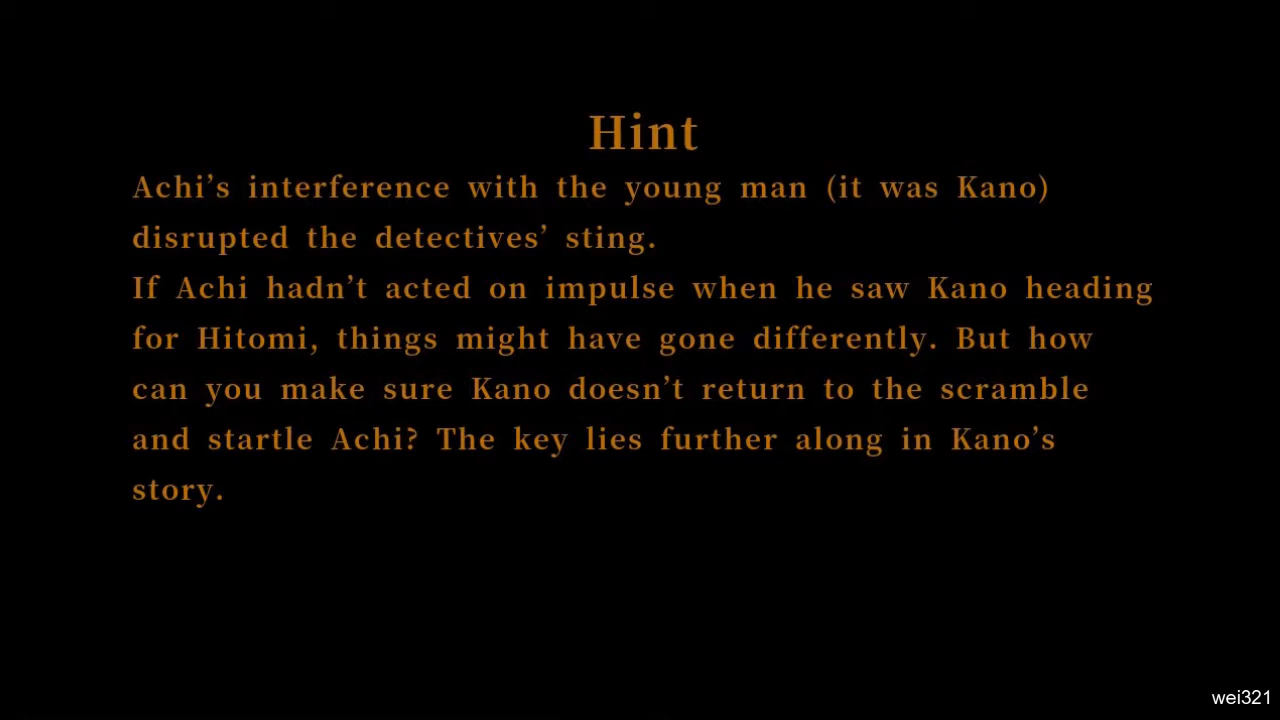 Hint
Achi’s interference with the young man (it was Kano)
disrupted the detectives’ sting.
If Achi hadn’t acted on impulse when he saw Kano heading
for Hitomi, things might have gone differently. But how
can you make sure Kano doesn’t return to the scramble
and startle Achi? The key lies further along in Kano’s
story.
wei321